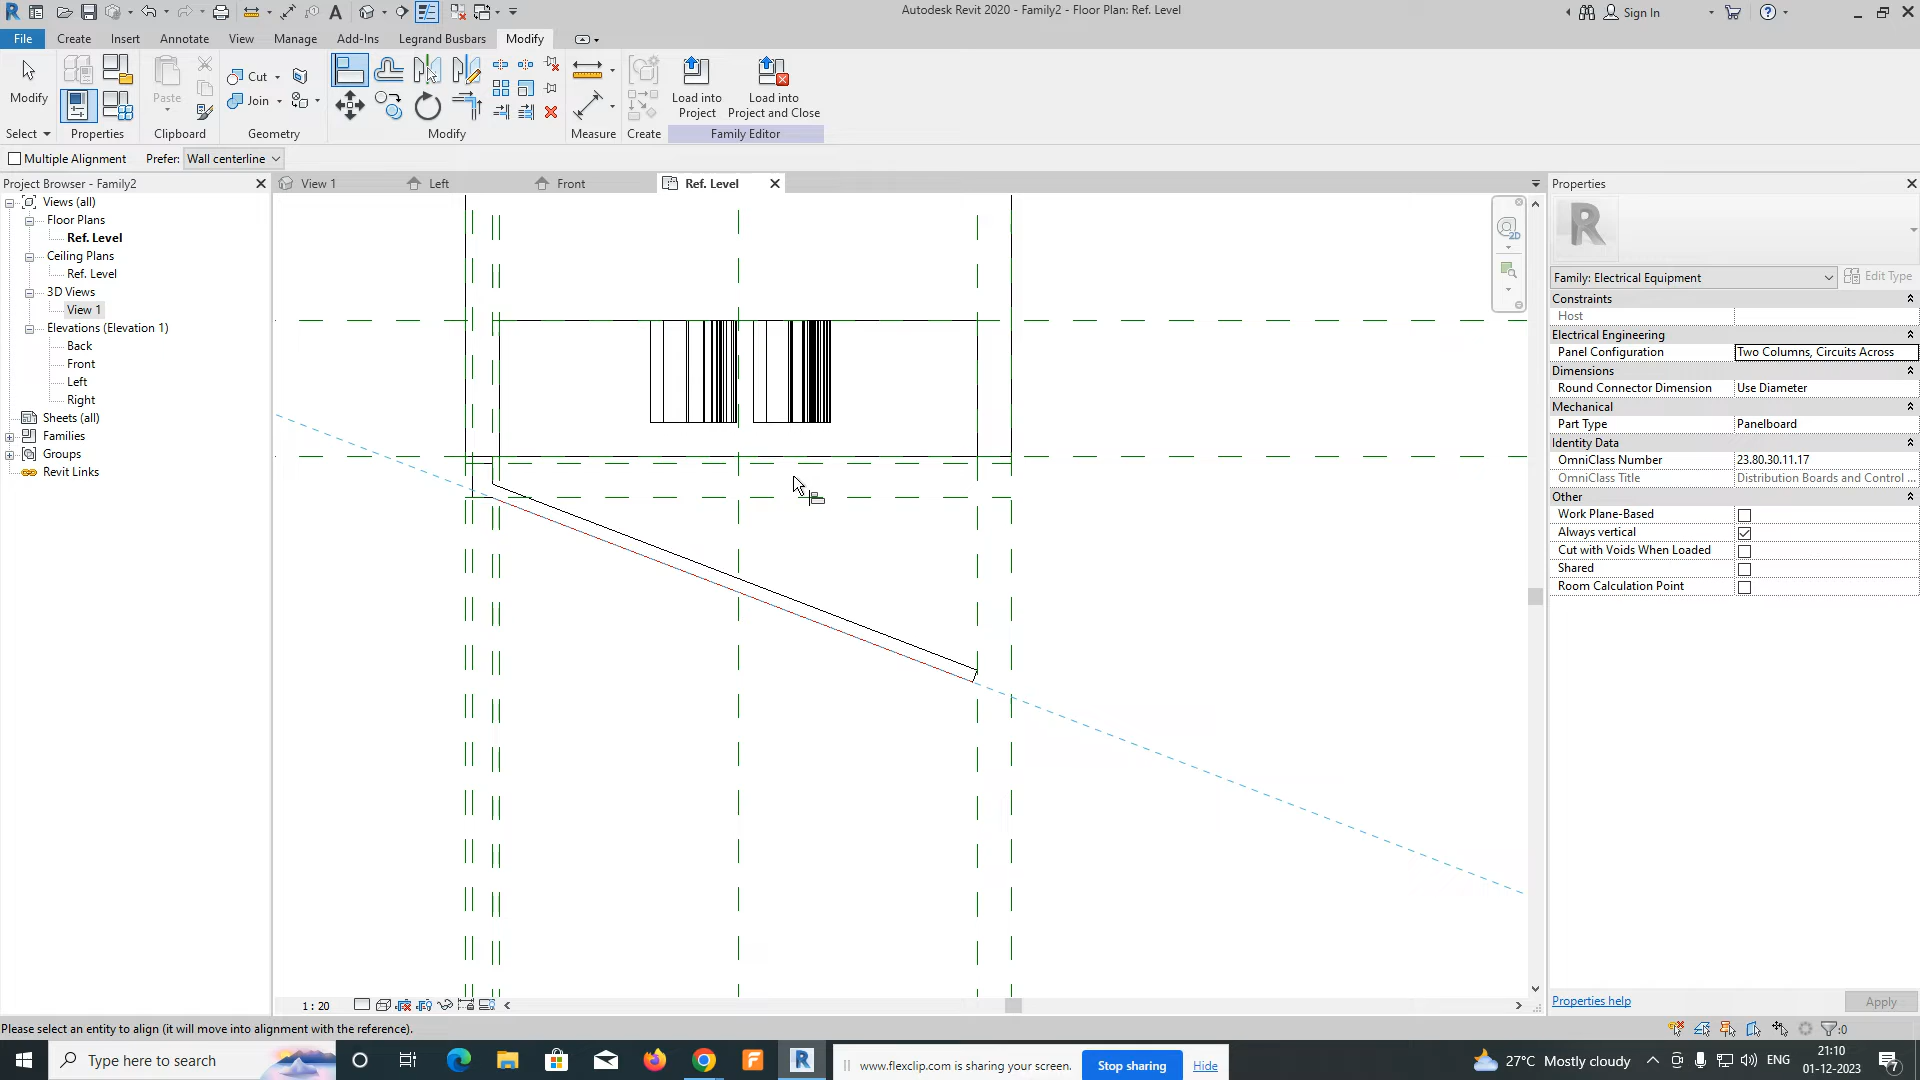 Autodesk Revit 2020 - Family2 - Floor Plan: Ref. Level
Sign In
File
Create
Insert
Annotate
View
Manage
Add-Ins
Legrand Busbars
Modify
Modify
Paste
Cut
Join
Load into
Project
Load into
Project and Close
Select
Properties
Clipboard
Geometry
Modify
Measure
Create
Family Editor
Multiple Alignment
Prefer:
Wall centerline
Project Browser - Family2
Views (all)
Floor Plans
Ref. Level
Ceiling Plans
Ref. Level
3D Views
View 1
Elevations (Elevation 1)
Back
Front
Left
Right
Sheets (all)
Families
Groups
Revit Links
View 1
Left
Front
Ref. Level
2D
1 : 20
Properties
R
Family: Electrical Equipment
Edit Type
Constraints
Host
Electrical Engineering
Panel Configuration
Two Columns, Circuits Across
Dimensions
Round Connector Dimension
Use Diameter
Mechanical
Part Type
Panelboard
Identity Data
OmniClass Number
23.80.30.11.17
OmniClass Title
Distribution Boards and Control ...
Other
Work Plane-Based
Always vertical
Cut with Voids When Loaded
Shared
Room Calculation Point
Properties help
Apply
Please select an entity to align (it will move into alignment with the reference).
:0
Type here to search
www.flexclip.com is sharing your screen.
Stop sharing
Hide
27°C Mostly cloudy
ENG
21:10
01-12-2023
7